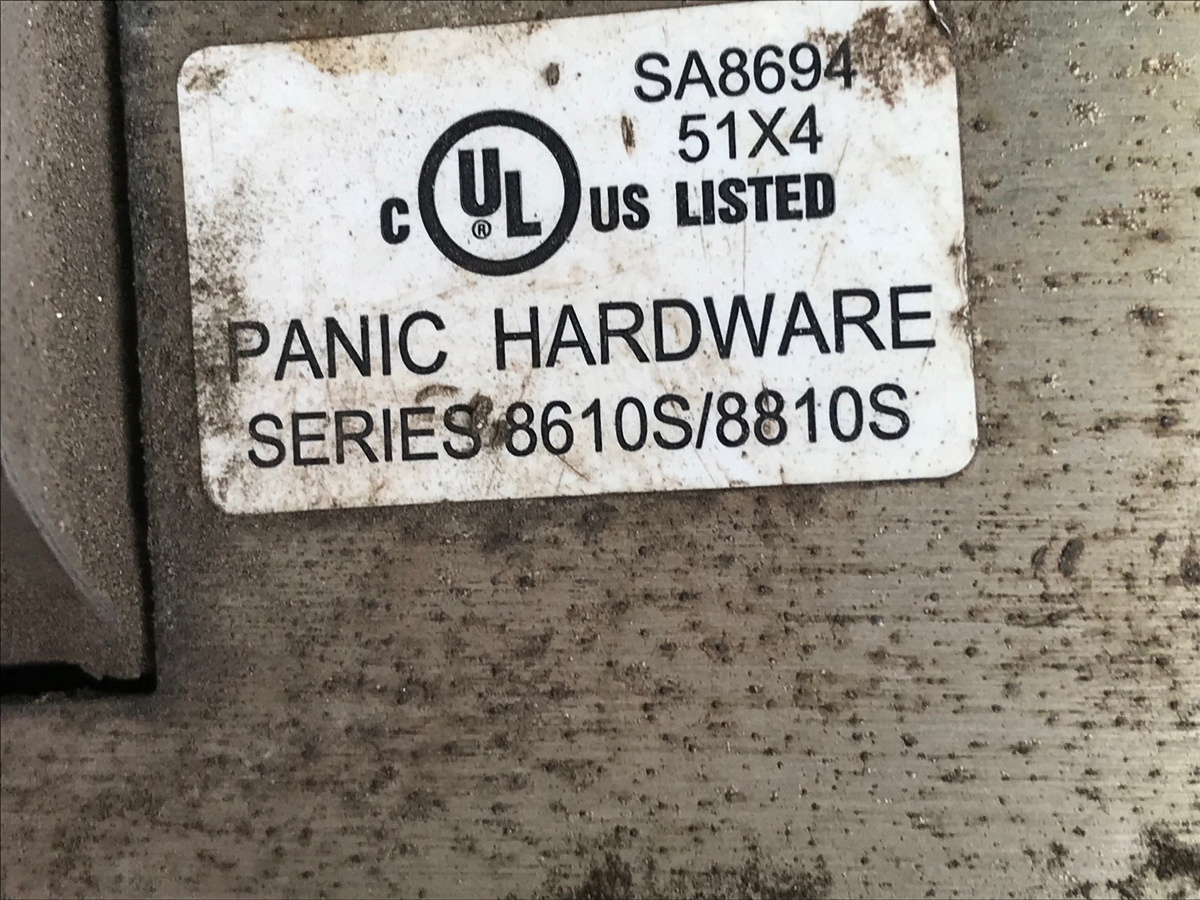 SA8694
51X4
C UL® US LISTED
PANIC HARDWARE
SERIES 8610S/8810S